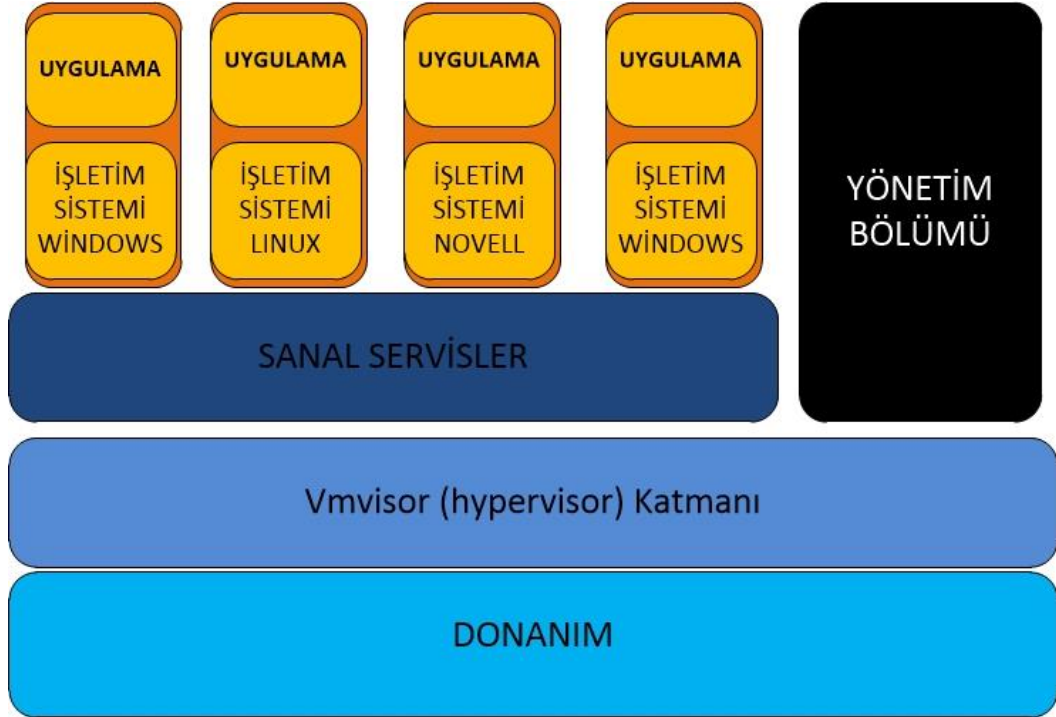 UYGULAMA
UYGULAMA
UYGULAMA
UYGULAMA
İŞLETİM
SİSTEMİ
WİNDOWS
İŞLETİM
SİSTEMİ
LINUX
İŞLETİM
SİSTEMİ
NOVELL
İŞLETİM
SİSTEMİ
WİNDOWS
YÖNETİM
BÖLÜMÜ
SANAL SERVİSLER
Vmvisor (hypervisor) Katmanı
DONANIM